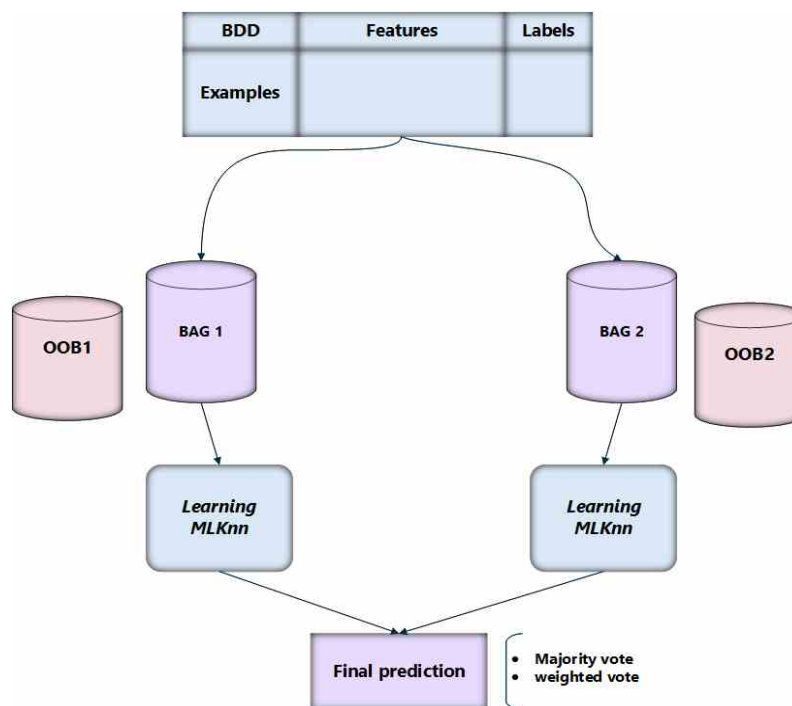 BDD Features Labels
Examples
BAG 1
BAG 2
OOB1
OOB2
Learning
MLKnn
Learning
MLKnn
Final prediction
• Majority vote
• weighted vote